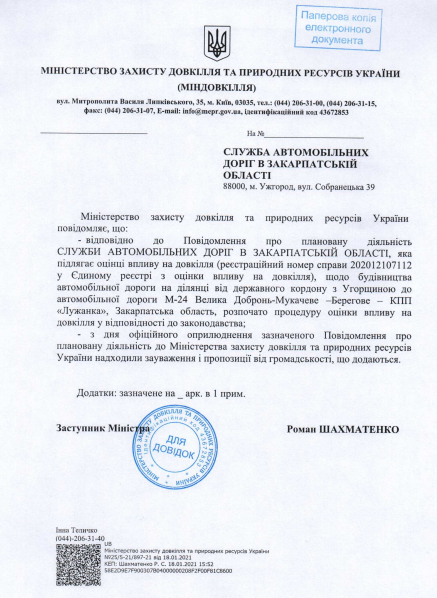 Паперова копія
електронного
документа
МІНІСТЕРСТВО ЗАХИСТУ ДОВКІЛЛЯ ТА ПРИРОДНИХ РЕСУРСІВ УКРАЇНИ
(МІНДОВКІЛЛЯ)
вул. Митрополита Василя Липківського, 35, м. Київ, 03035, тел.: (044) 206-31-00, (044) 206-31-15,
факс: (044) 206-31-07, E-mail: info@mepr.gov.ua, ідентифікаційний код 43672853
На №
СЛУЖБА АВТОМОБІЛЬНИХ
ДОРІГ В ЗАКАРПАТСЬКІЙ
ОБЛАСТІ
88000, м. Ужгород, вул. Собранецька 39
Міністерство захисту довкілля та природних ресурсів України
повідомляє, що:
- відповідно до Повідомлення про плановану діяльність
СЛУЖБИ АВТОМОБІЛЬНИХ ДОРІГ В ЗАКАРПАТСЬКІЙ ОБЛАСТІ, яка
підлягає оцінці впливу на довкілля (реєстраційний номер справи 202012107112
у Єдиному реєстрі з оцінки впливу на довкілля), щодо будівництва
автомобільної дороги на ділянці від державного кордону з Угорщиною до
автомобільної дороги М-24 Велика Добронь-Мукачеве –Берегове – КПП
«Лужанка», Закарпатська область, розпочато процедуру оцінки впливу на
довкілля у відповідності до законодавства;
- з дня офіційного оприлюднення зазначеного Повідомлення про
плановану діяльність до Міністерства захисту довкілля та природних ресурсів
України надходили зауваження і пропозиції від громадськості, що додаються.
Додатки: зазначене на _ арк. в 1 прим.
Заступник Міністра
Роман ШАХМАТЕНКО
МІНІСТЕРСТВО ЗАХИСТУ ДОВКІЛЛЯ ТА ПРИРОДНИХ РЕСУРСІВ УКРАЇНИ
ДЛЯ
ДОВІДОК
Інна Теличко
(044)-206-31-40
UB
Міністерство захисту довкілля та природних ресурсів України
№25/5-21/897-21 від 18.01.2021
КЕП: Шахматенко Р. С. 18.01.2021 15:52